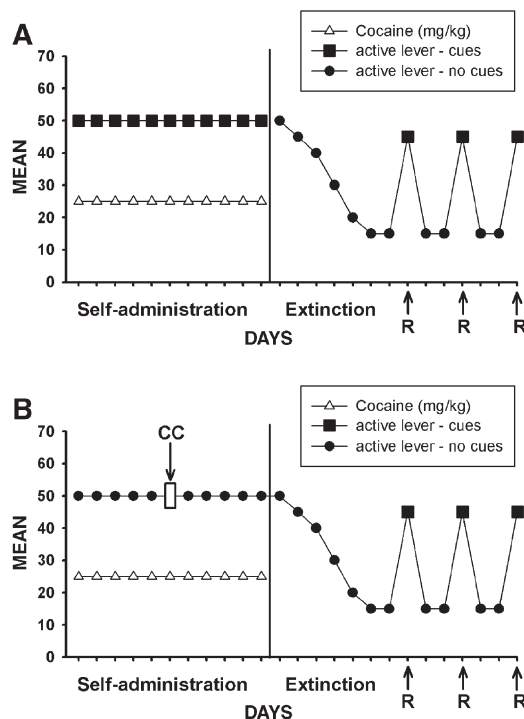 A
Cocaine (mg/kg)
active lever - cues
active lever - no cues
70
60
50
40
30
20
10
0
MEAN
Self-administration
Extinction
R
R
R
DAYS
B
Cocaine (mg/kg)
active lever - cues
active lever - no cues
CC
70
60
50
40
30
20
10
0
MEAN
Self-administration
Extinction
R
R
R
DAYS